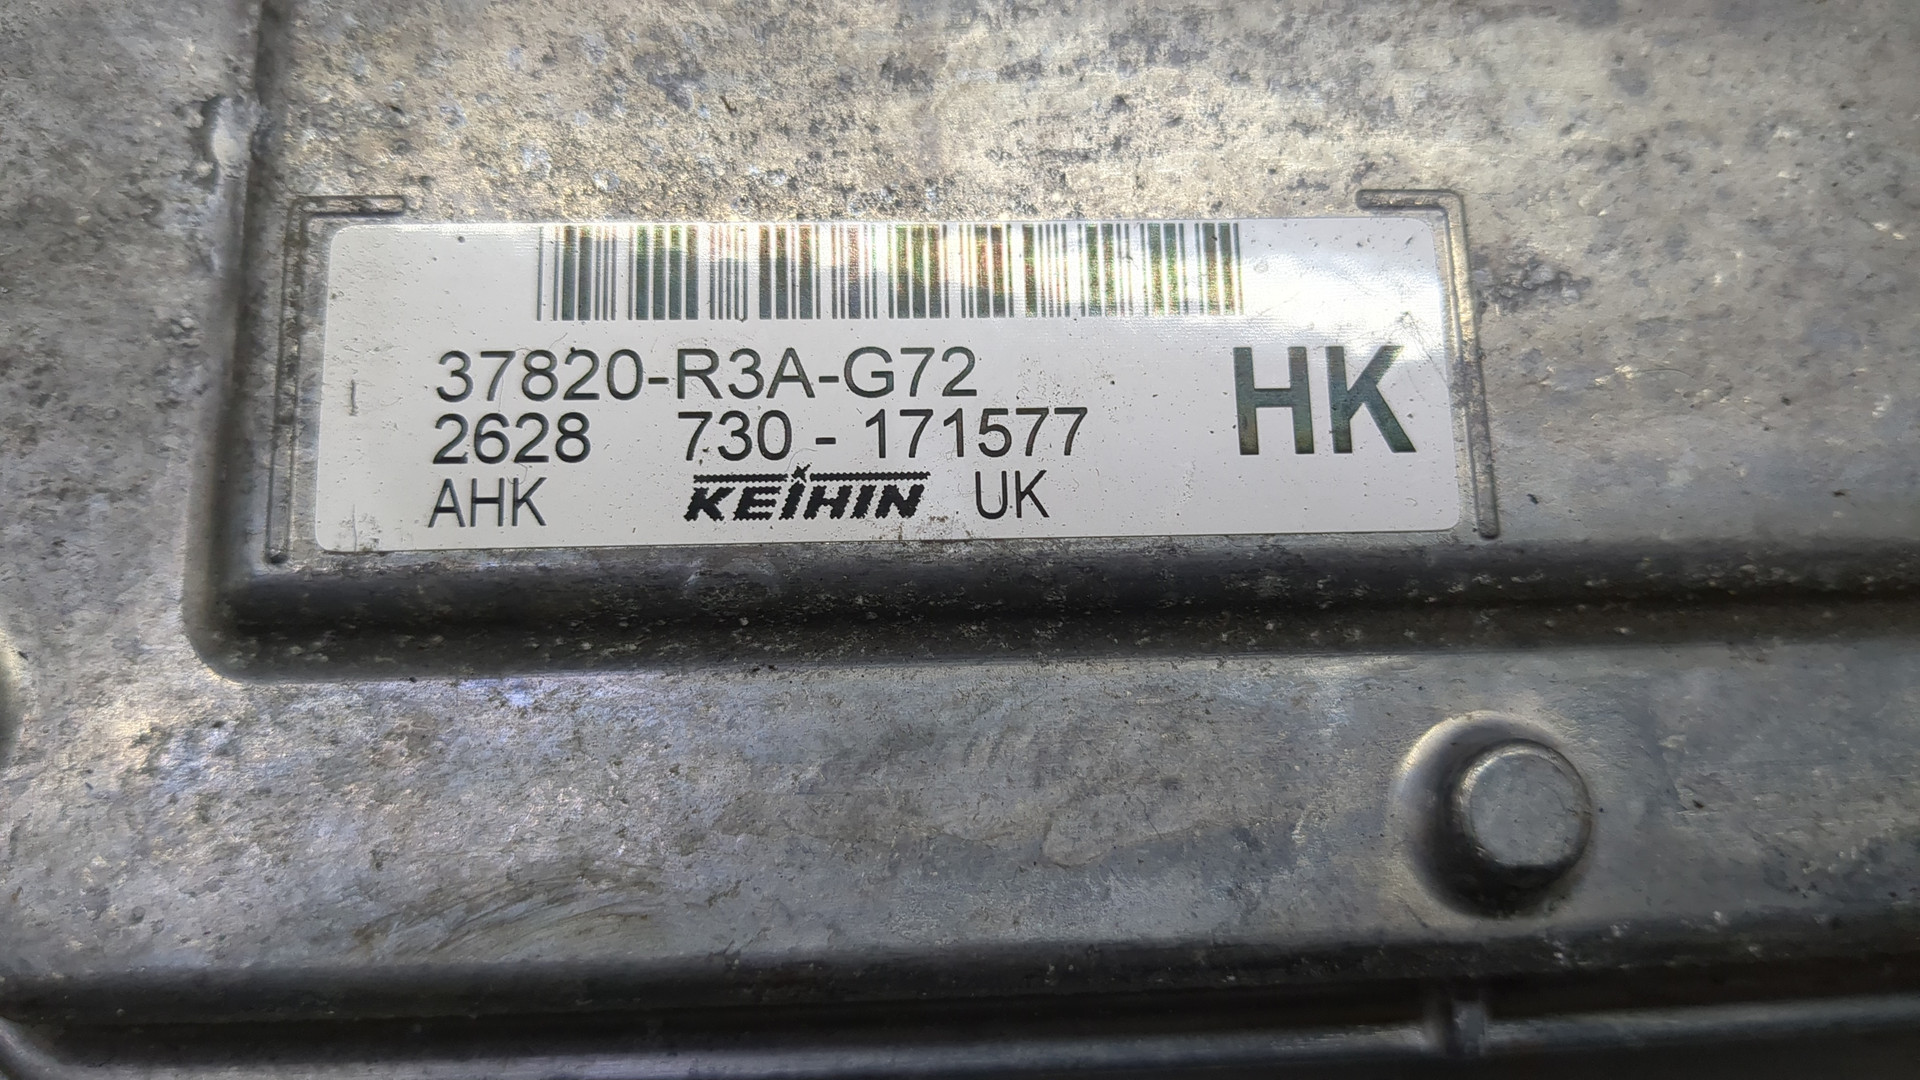 37820-R3A-G72
2628 730 - 171577
HK
AHK KEIHIN UK